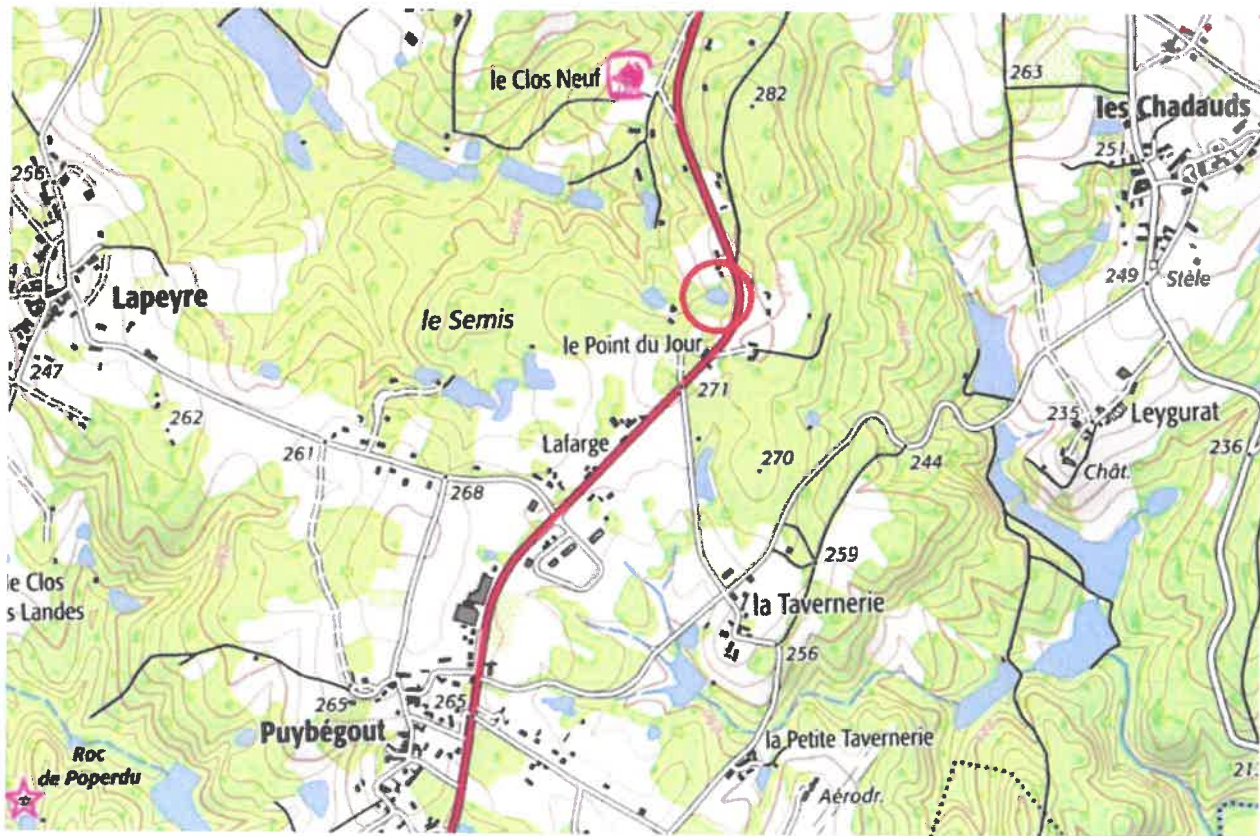 le Clos Neuf
282
263
les Chadauds
251
256
Lapeyre
249
Stèle
le Semis
le Point du Jour
247
271
262
235
Leygurat
Lafarge
261
270
244
236
268
Chât.
259
le Clos
s Landes
la Tavernerie
256
265
265
Puybégout
Roc
de Poperdu
la Petite Tavernerie
21
Aérodr.